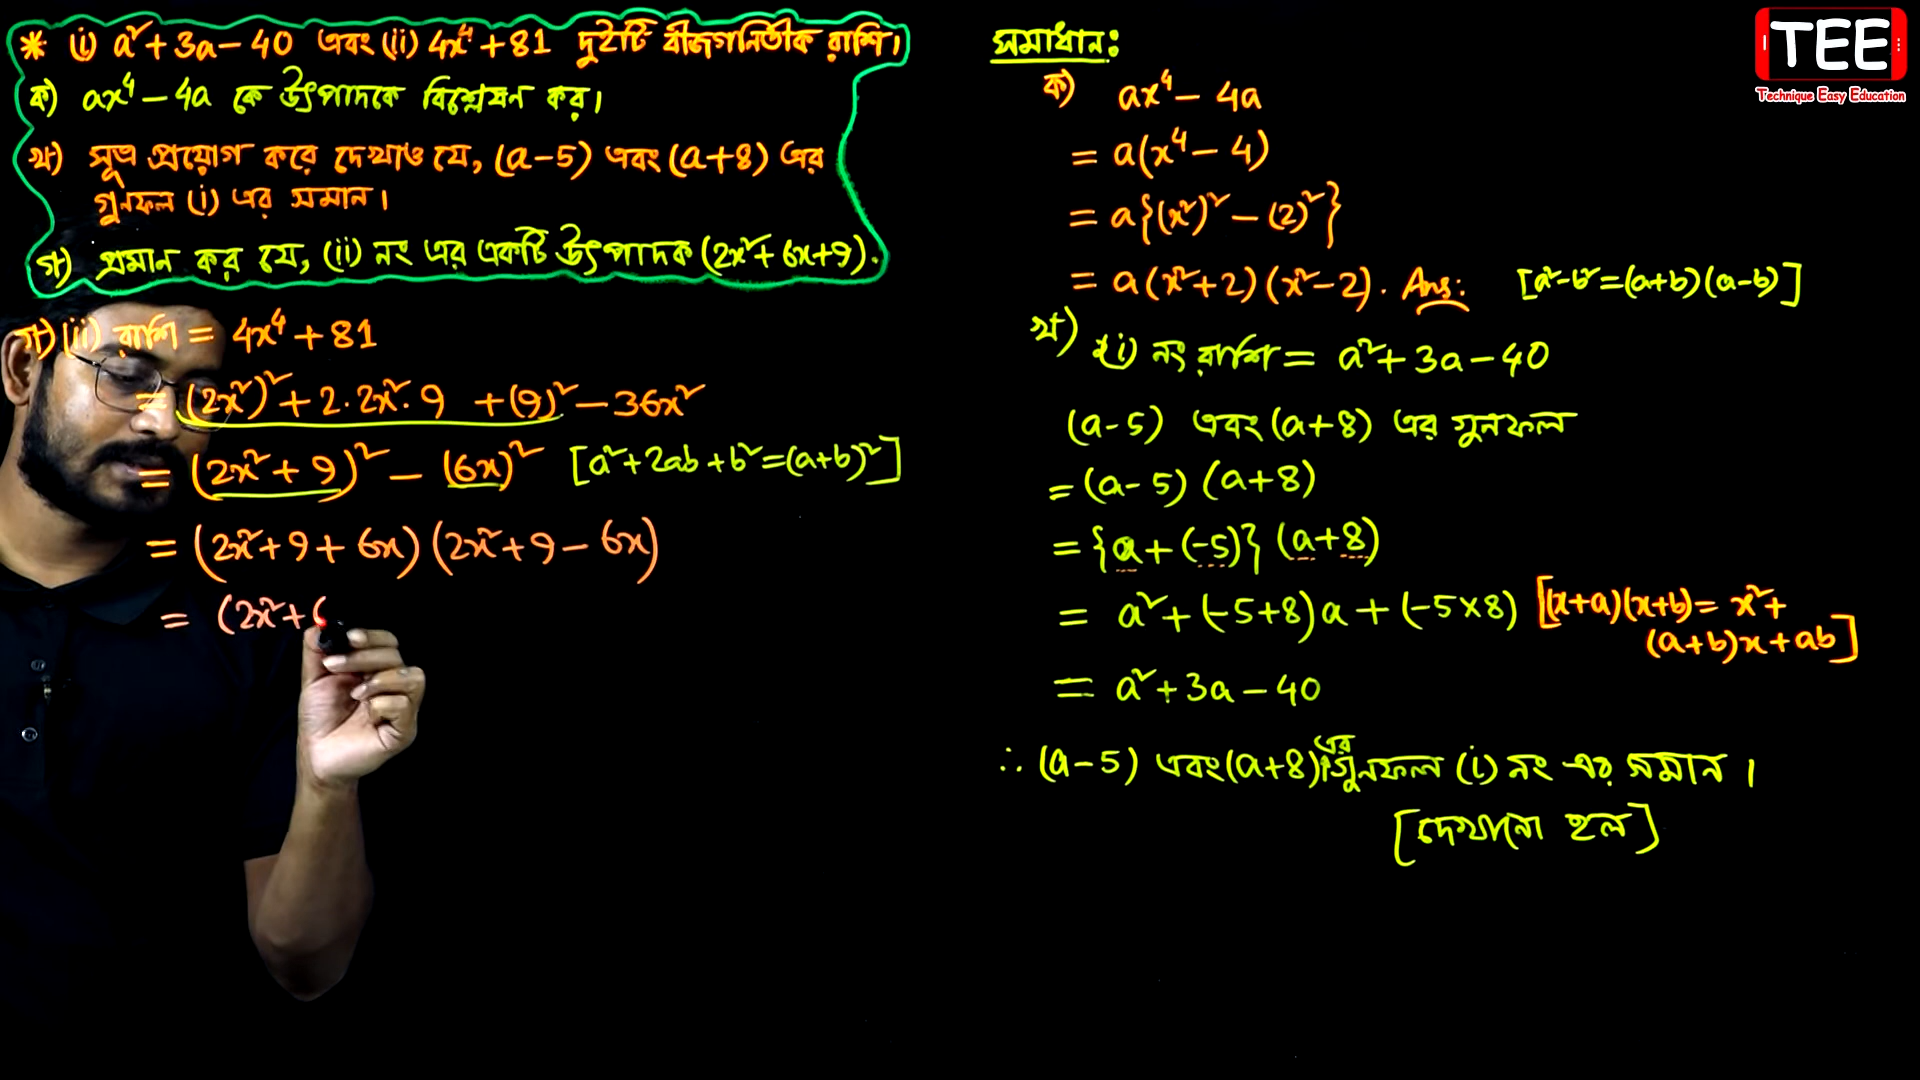 * (i) a² + 3a - 40 এবং (ii) 4x⁴ + 81 দুইটি বীজগনিতীক রাশি।
ক) ax⁴ - 4a কে উৎপাদকে বিশ্লেষন কর।
খ) সূত্র প্রয়োগ করে দেখাও যে, (a-5) এবং (a+8) এর
গুনফল (i) এর সমান।
গ) প্রমান কর যে, (ii) নং এর একটি উৎপাদক (2x² + 6x+9).
গ) (ii) রাশি = 4x⁴ + 81
= (2x²)² + 2. 2x². 9 + (9)² - 36x²
= (2x² + 9)² - (6x)² [a² + 2ab + b² = (a+b)²]
= (2x² + 9 + 6x) (2x² + 9 - 6x)
= (2x² + 6
সমাধান:
ক) ax⁴ - 4a
= a(x⁴ - 4)
= a{(x²)² - (2)²}
= a (x² + 2) (x² - 2). Ans: [a² - b² = (a+b) (a-b)]
খ) (i) নং রাশি = a² + 3a - 40
(a-5) এবং (a+8) এর গুনফল
= (a-5) (a+8)
= {a + (-5)} (a+8)
= a² + (-5+8)a + (-5×8) [(x+a)(x+b) = x² +
(a+b)x + ab]
= a² + 3a - 40
∴ (a-5) এবং (a+8) এর গুনফল (i) নং এর সমান।
[দেখানো হল]
TEE
Technique Easy Education